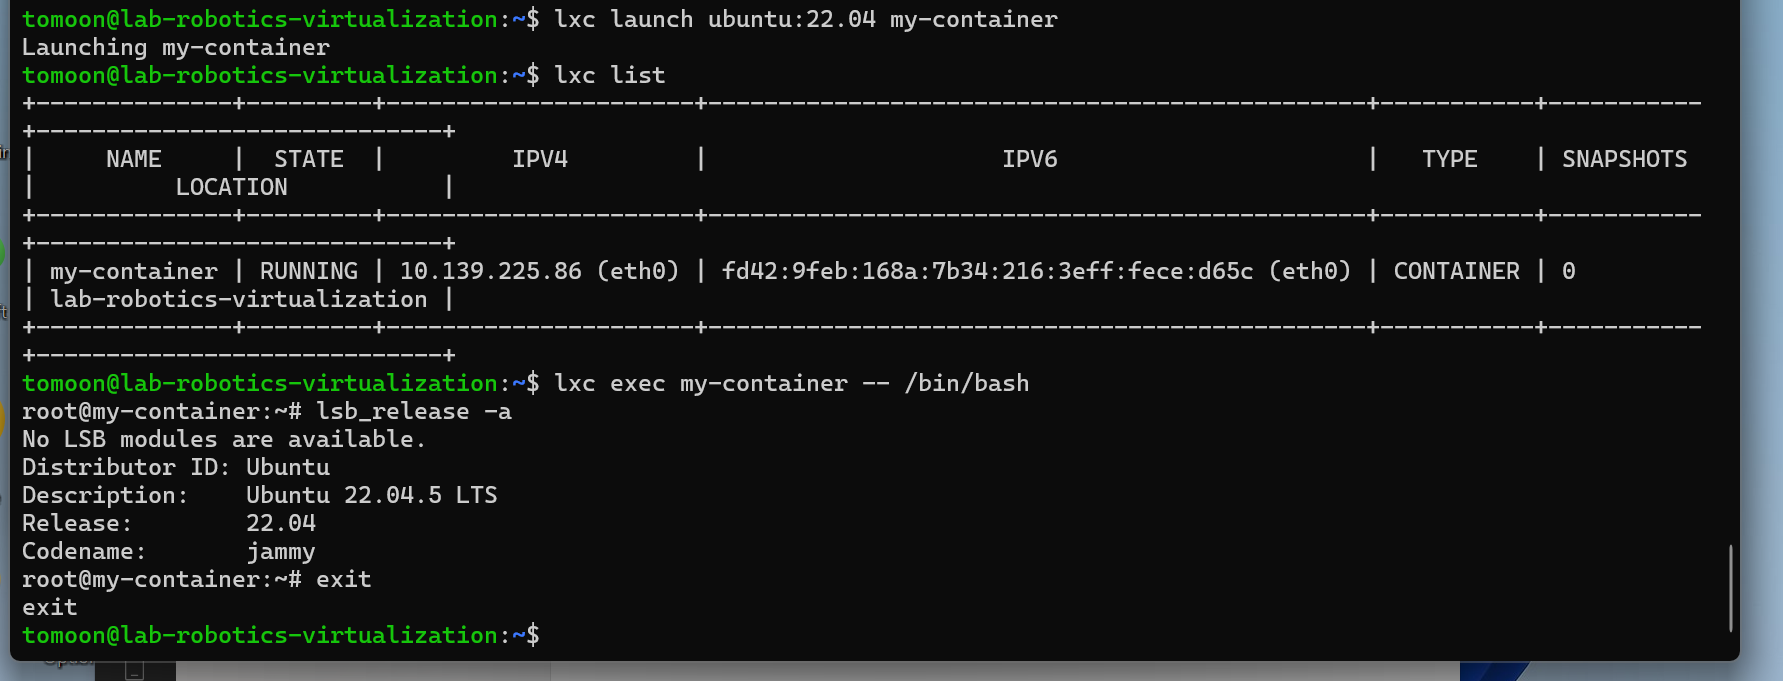 tomoon@lab-robotics-virtualization:~$ lxc launch ubuntu:22.04 my-container
Launching my-container
tomoon@lab-robotics-virtualization:~$ lxc list
+--------------+---------+----------------------+-----------------------------------------------+-----------+-----------
+-----------------------------+
|     NAME     |  STATE  |         IPV4         |                     IPV6                      |   TYPE    | SNAPSHOTS
|          LOCATION           |
+--------------+---------+----------------------+-----------------------------------------------+-----------+-----------
+-----------------------------+
| my-container | RUNNING | 10.139.225.86 (eth0) | fd42:9feb:168a:7b34:216:3eff:fece:d65c (eth0) | CONTAINER | 0
| lab-robotics-virtualization |
+--------------+---------+----------------------+-----------------------------------------------+-----------+-----------
+-----------------------------+
tomoon@lab-robotics-virtualization:~$ lxc exec my-container -- /bin/bash
root@my-container:~# lsb_release -a
No LSB modules are available.
Distributor ID: Ubuntu
Description:    Ubuntu 22.04.5 LTS
Release:        22.04
Codename:       jammy
root@my-container:~# exit
exit
tomoon@lab-robotics-virtualization:~$